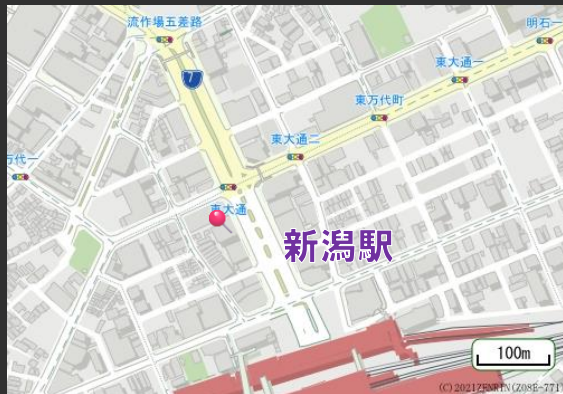 流作場五差路
明石一
7
東大通一
東万代町
東大通二
万代一
東大通
新潟駅
100m
(C)2021ZENRIN(Z08E-771)